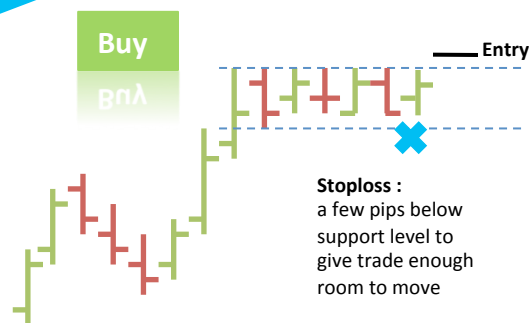 Buy
Entry
Stoploss :
a few pips below
support level to
give trade enough
room to move